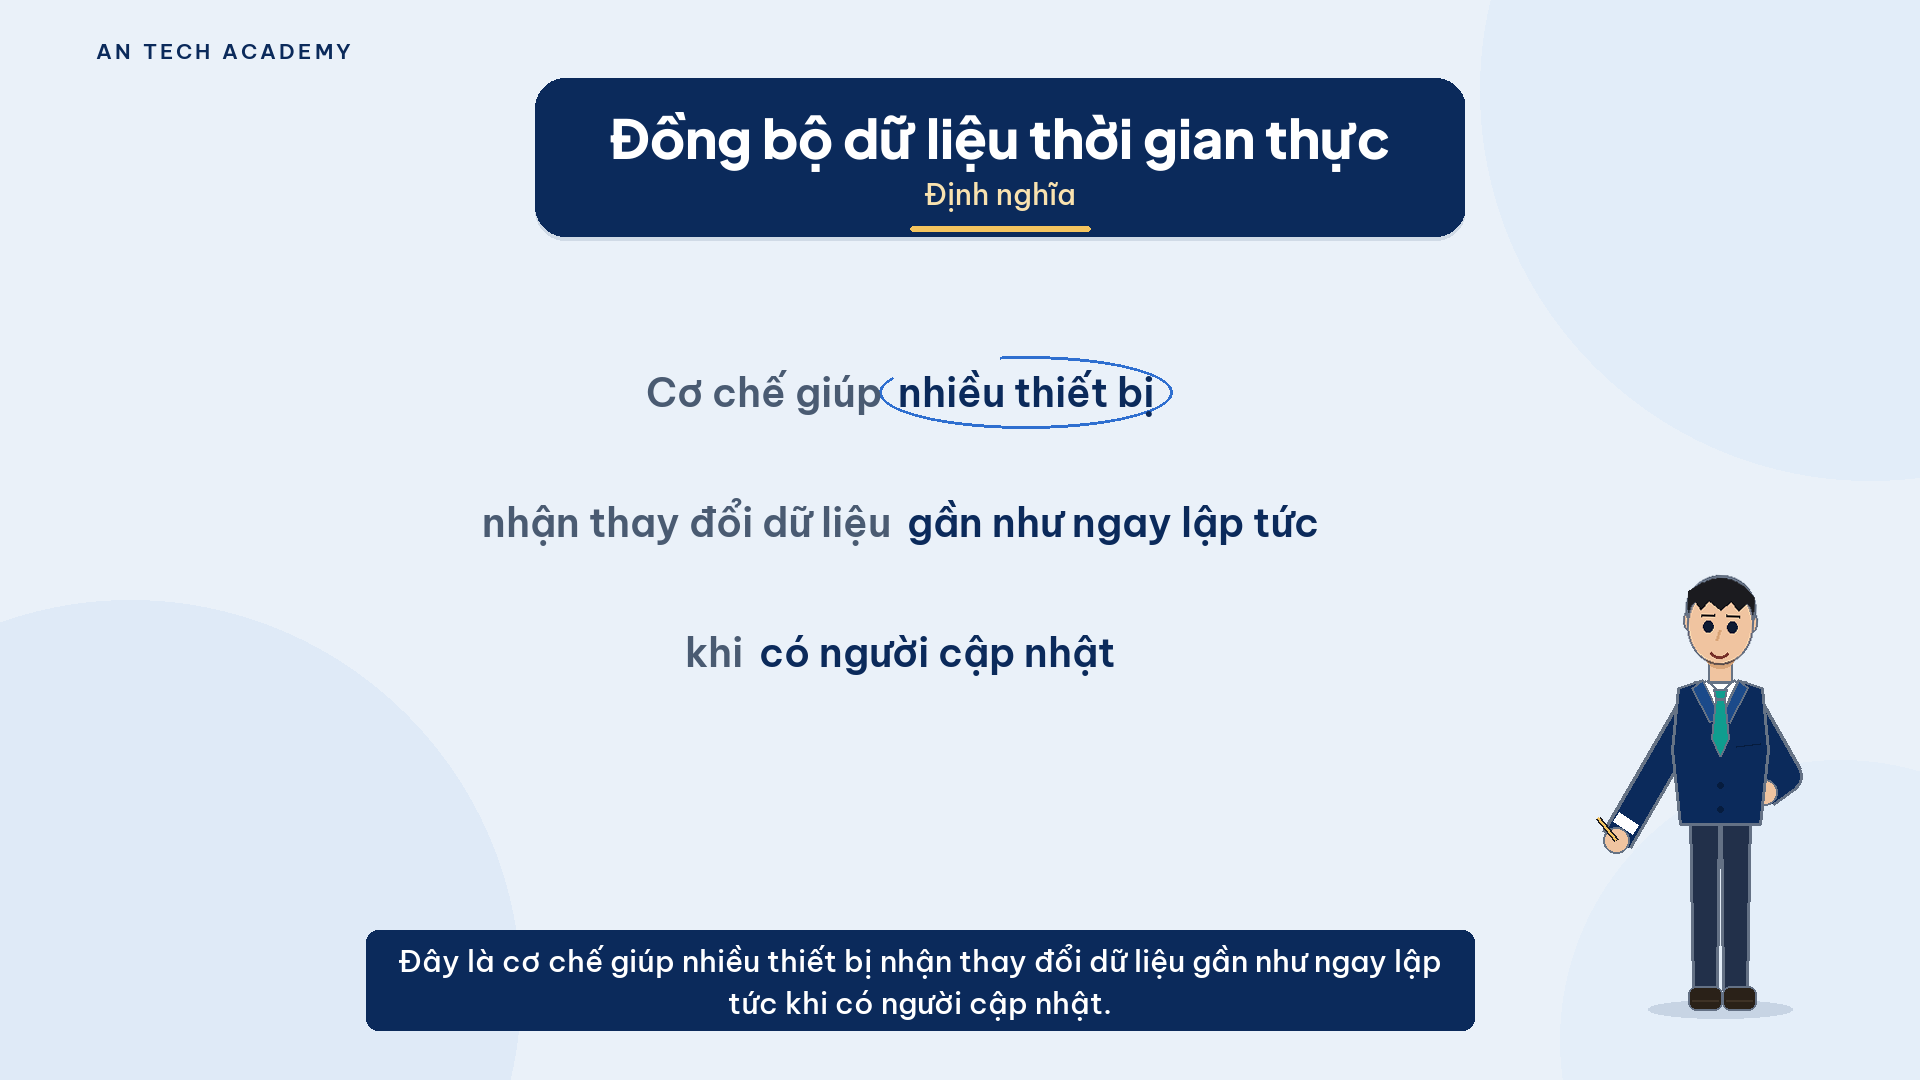 AN TECH ACADEMY
Đồng bộ dữ liệu thời gian thực
Định nghĩa
Cơ chế giúp nhiều thiết bị
nhận thay đổi dữ liệu gần như ngay lập tức
khi có người cập nhật
Đây là cơ chế giúp nhiều thiết bị nhận thay đổi dữ liệu gần như ngay lập
tức khi có người cập nhật.